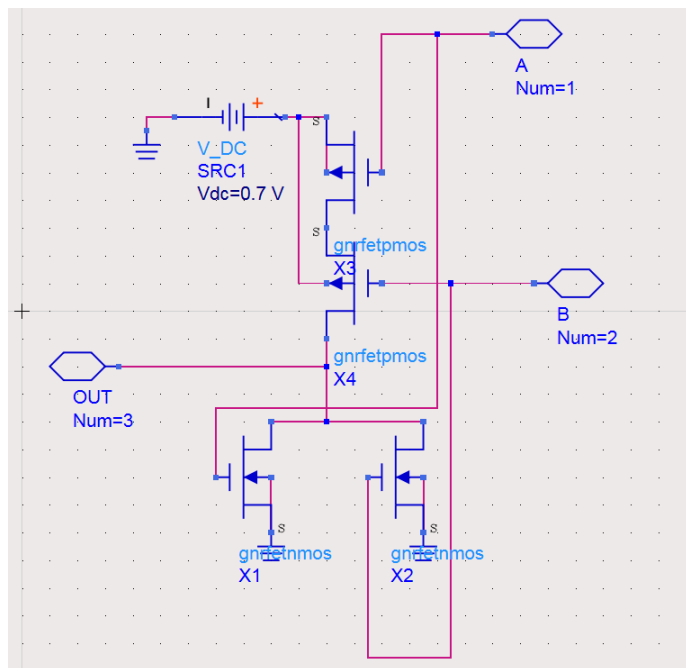 A
Num=1
I
+
S
V_DC
SRC1
Vdc=0.7 V
S
gnrfetpmos
X3
B
Num=2
gnrfetpmos
X4
OUT
Num=3
S
S
gnrfetnmos
X1
gnrfetnmos
X2